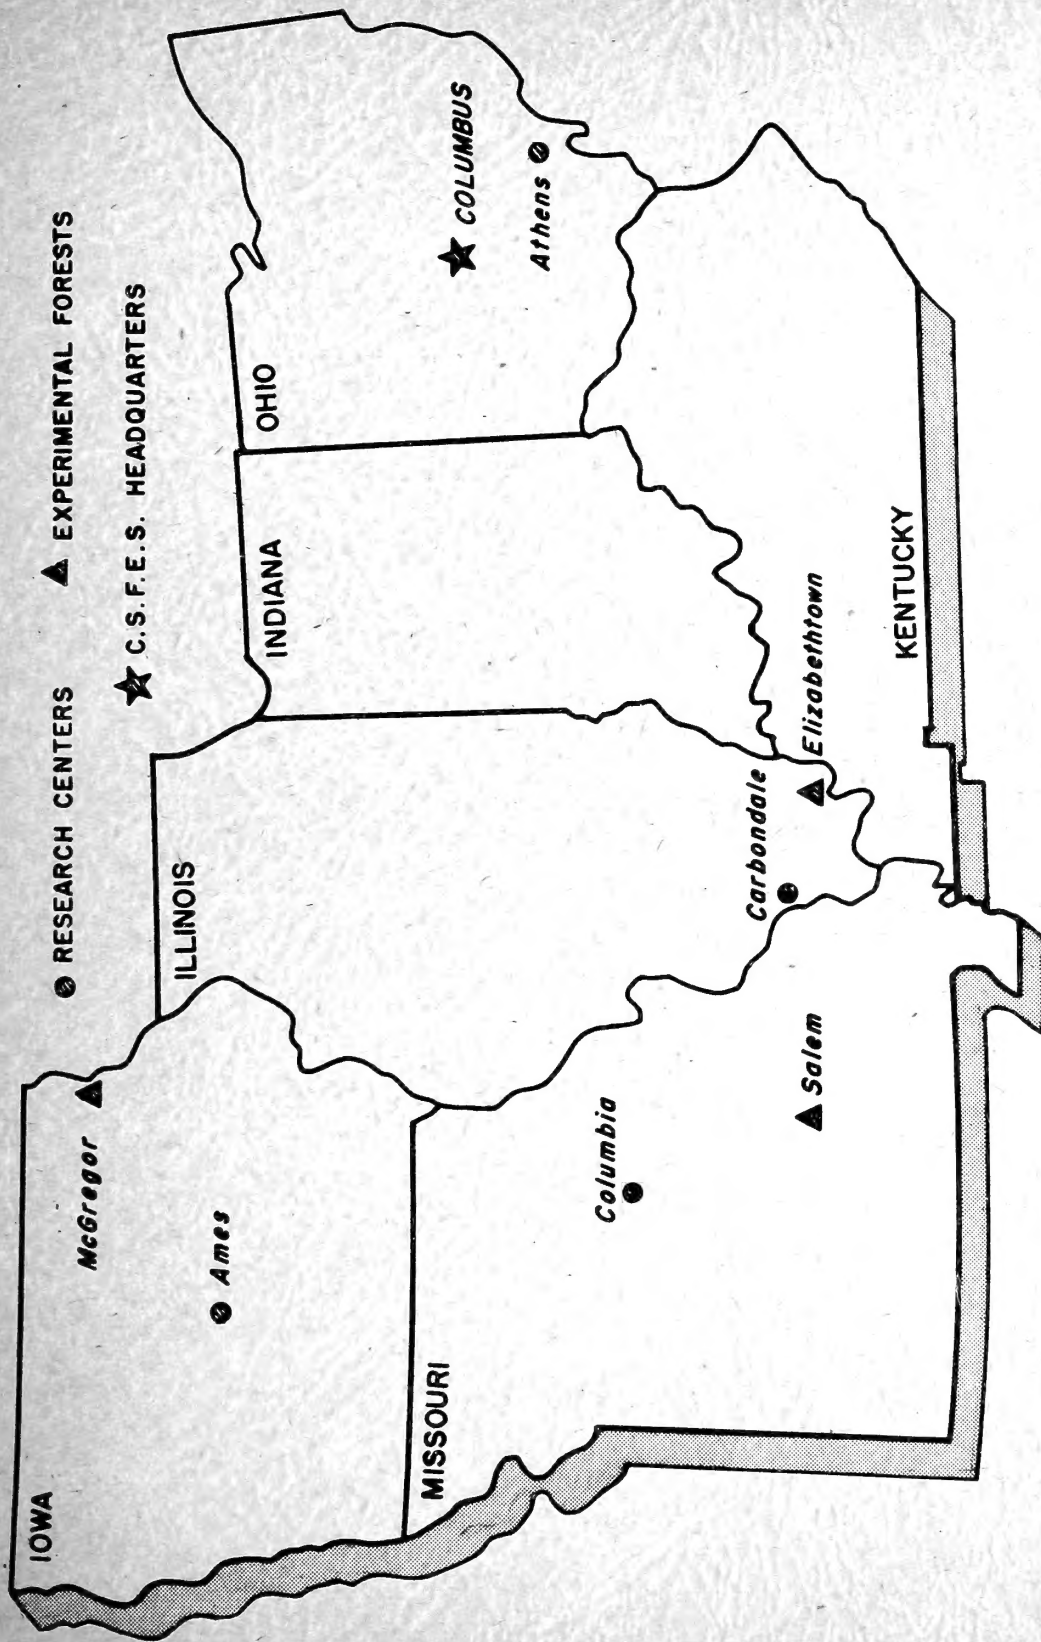 RESEARCH CENTERS
EXPERIMENTAL FORESTS
C.S.F.E.S. HEADQUARTERS
IOWA
McGregor
Ames
ILLINOIS
INDIANA
OHIO
COLUMBUS
Athens
MISSOURI
Columbia
Salem
Carbondale
Elizabethtown
KENTUCKY